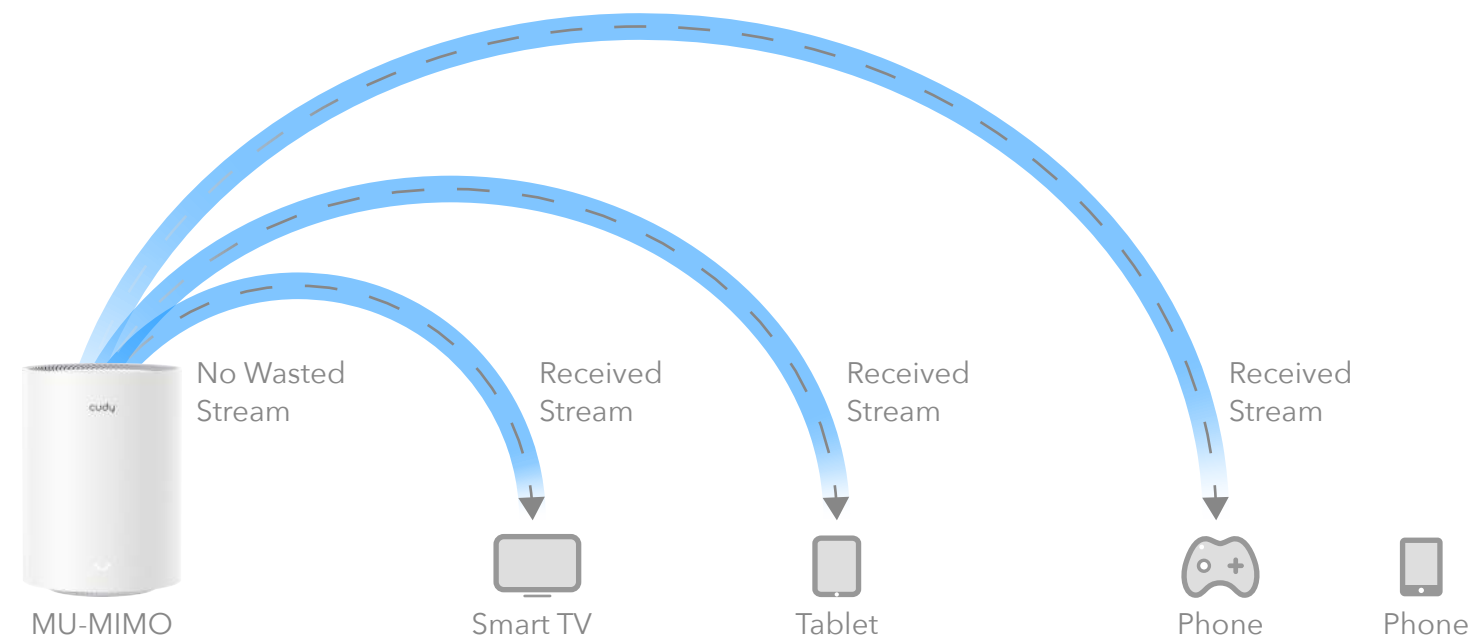 No Wasted
Stream
Received
Stream
Received
Stream
Received
Stream
cudy
MU-MIMO
Smart TV
Tablet
Phone
Phone